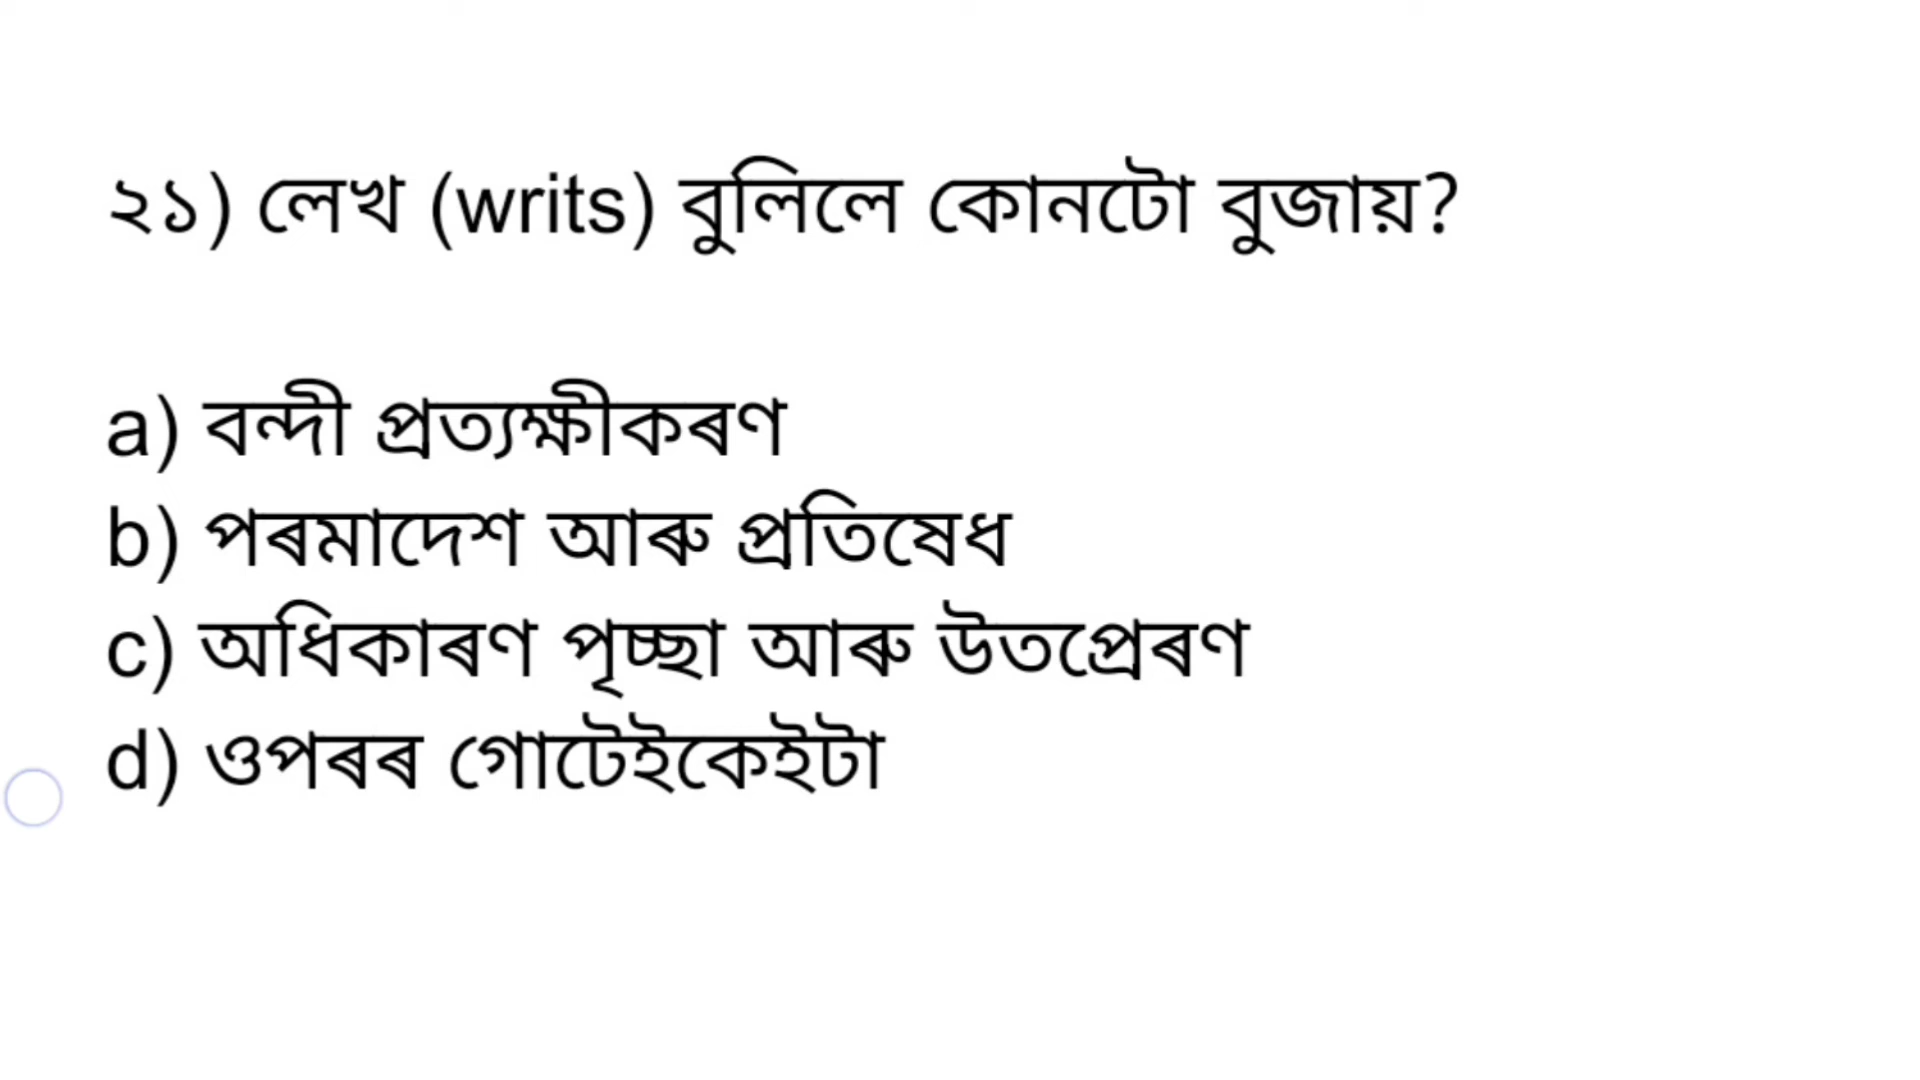 ২১) লেখ (writs) বুলিলে কোনটো বুজায়?
a) বন্দী প্ৰত্যক্ষীকৰণ
b) পৰমাদেশ আৰু প্ৰতিষেধ
c) অধিকাৰণ পৃচ্ছা আৰু উতপ্ৰেৰণ
d) ওপৰৰ গোটেইকেইটা